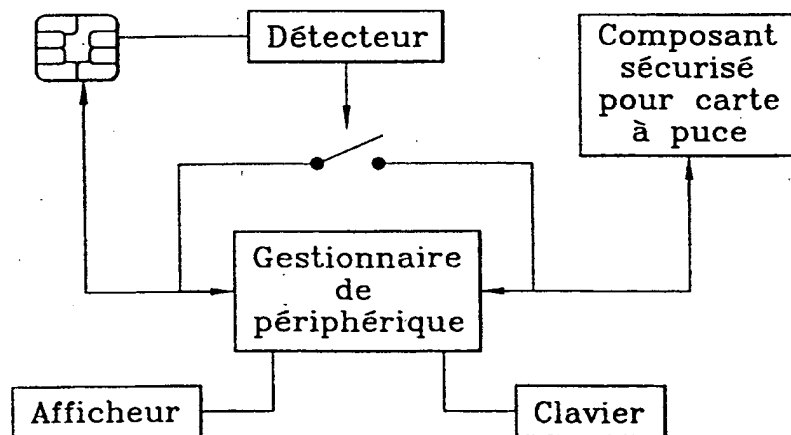 Détecteur
Composant
sécurisé
pour carte
à puce
Gestionnaire
de
périphérique
Afficheur
Clavier